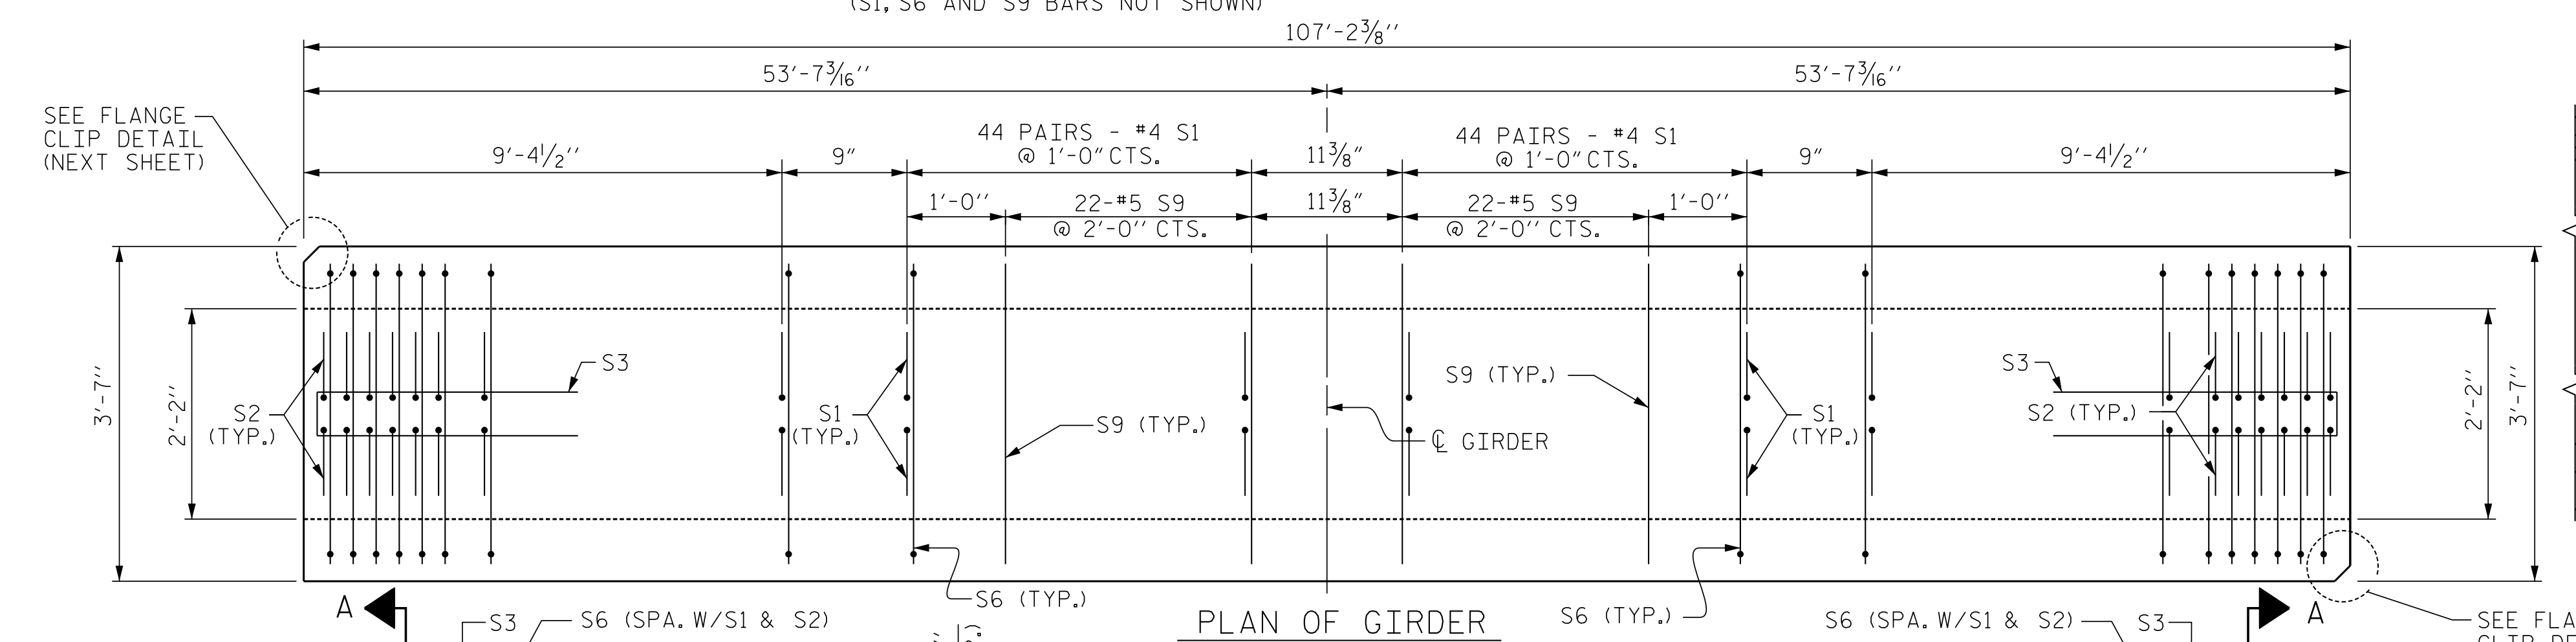 (S1, S6 AND S9 BARS NOT SHOWN)
107'-2⅜''
53'-7³⁄₁₆''
53'-7³⁄₁₆''
SEE FLANGE
CLIP DETAIL
(NEXT SHEET)
9'-4½''
9''
44 PAIRS - #4 S1
@ 1'-0'' CTS.
11⅜''
44 PAIRS - #4 S1
@ 1'-0'' CTS.
9''
9'-4½''
1'-0''
22-#5 S9
@ 2'-0'' CTS.
11⅜''
22-#5 S9
@ 2'-0'' CTS.
1'-0''
3'-7''
2'-2''
S2
(TYP.)
S3
S1
(TYP.)
S9 (TYP.)
S9 (TYP.)
℄ GIRDER
S1
(TYP.)
S3
S2 (TYP.)
2'-2''
3'-7''
S6 (TYP.)
S6 (TYP.)
A
S3
S6 (SPA. W/S1 & S2)
PLAN OF GIRDER
S6 (SPA. W/S1 & S2)
S3
A
SEE FLA